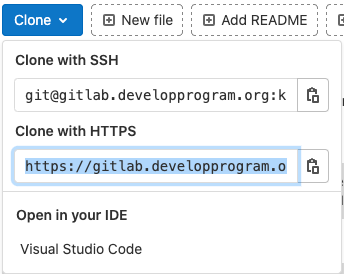 Clone New file Add README
Clone with SSH
git@gitlab.developprogram.org:k
Clone with HTTPS
https://gitlab.developprogram.o
Open in your IDE
Visual Studio Code